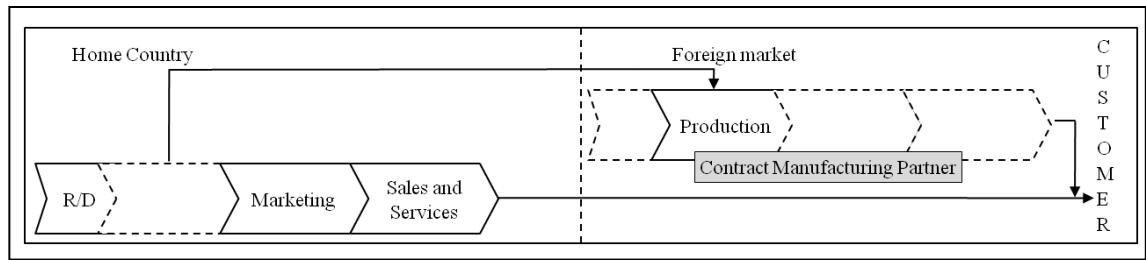 Home Country
Foreign market
Production
Contract Manufacturing Partner
R/D
Marketing
Sales and
Services
C
U
S
T
O
M
E
R